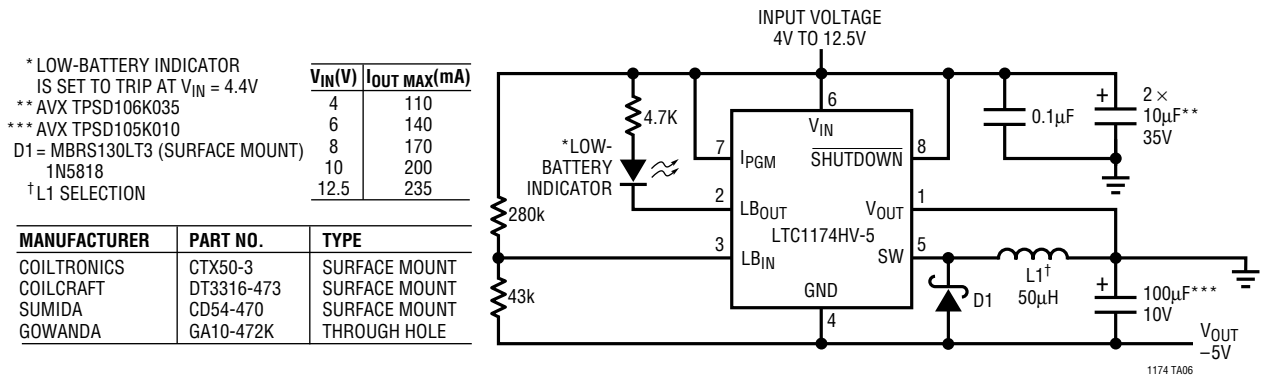 * LOW-BATTERY INDICATOR
IS SET TO TRIP AT VIN = 4.4V
** AVX TPSD106K035
*** AVX TPSD105K010
D1 = MBRS130LT3 (SURFACE MOUNT)
1N5818
† L1 SELECTION
VIN(V) IOUT MAX(mA)
4 110
6 140
8 170
10 200
12.5 235
MANUFACTURER PART NO. TYPE
COILTRONICS CTX50-3 SURFACE MOUNT
COILCRAFT DT3316-473 SURFACE MOUNT
SUMIDA CD54-470 SURFACE MOUNT
GOWANDA GA10-472K THROUGH HOLE
INPUT VOLTAGE
4V TO 12.5V
4.7K
*LOW-
BATTERY
INDICATOR
280k
43k
6
VIN
7
IPGM
SHUTDOWN
8
2
LBOUT
VOUT
1
LTC1174HV-5
3
LBIN
SW
5
GND
4
0.1µF
+
2 ×
10µF**
35V
D1
L1†
50µH
+
100µF***
10V
VOUT
–5V
1174 TA06